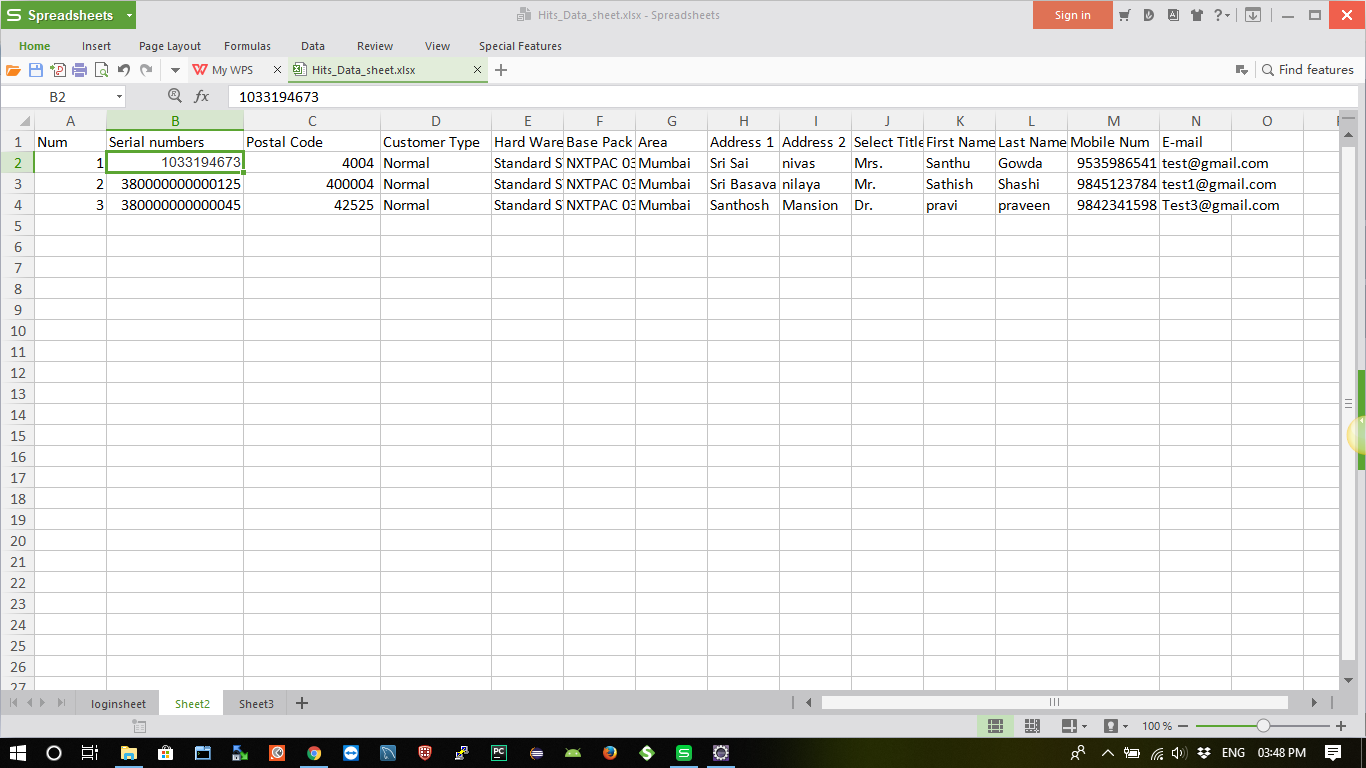 Spreadsheets
Hits_Data_sheet.xlsx - Spreadsheets
Sign in
Home Insert Page Layout Formulas Data Review View Special Features
My WPS Hits_Data_sheet.xlsx Find features
B2 fx 1033194673
A B C D E F G H I J K L M N O
1 Num Serial numbers Postal Code Customer Type Hard Ware Base Pack Area Address 1 Address 2 Select Title First Name Last Name Mobile Num E-mail
2 1 1033194673 4004 Normal Standard S NXTPAC 03 Mumbai Sri Sai nivas Mrs. Santhu Gowda 9535986541 test@gmail.com
3 2 380000000000125 400004 Normal Standard S NXTPAC 03 Mumbai Sri Basava nilaya Mr. Sathish Shashi 9845123784 test1@gmail.com
4 3 380000000000045 42525 Normal Standard S NXTPAC 03 Mumbai Santhosh Mansion Dr. pravi praveen 9842341598 Test3@gmail.com
5
6
7
8
9
10
11
12
13
14
15
16
17
18
19
20
21
22
23
24
25
26
27
loginsheet Sheet2 Sheet3
100 %
ENG 03:48 PM